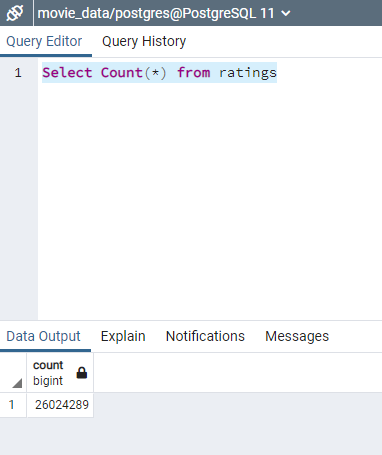 movie_data/postgres@PostgreSQL 11
Query Editor Query History
1 Select Count(*) from ratings
Data Output Explain Notifications Messages
count
bigint
1 26024289